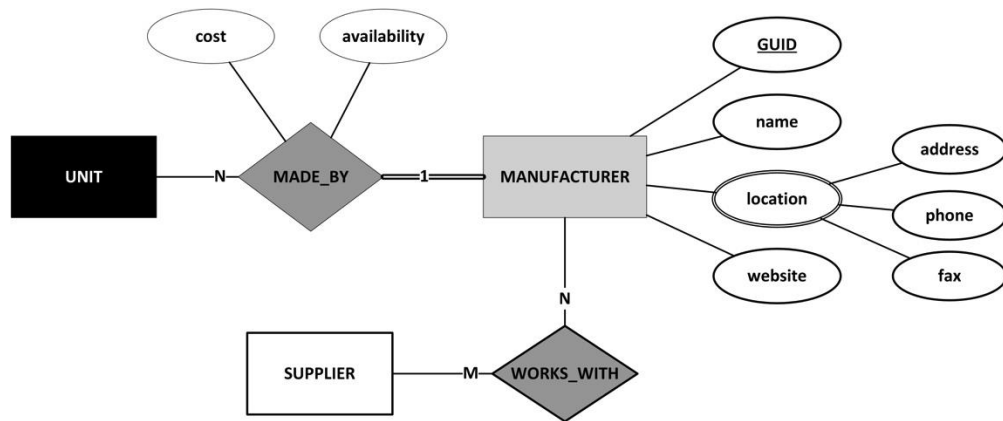 cost
availability
GUID
name
UNIT
N
MADE_BY
1
MANUFACTURER
location
address
phone
fax
website
N
SUPPLIER
M
WORKS_WITH